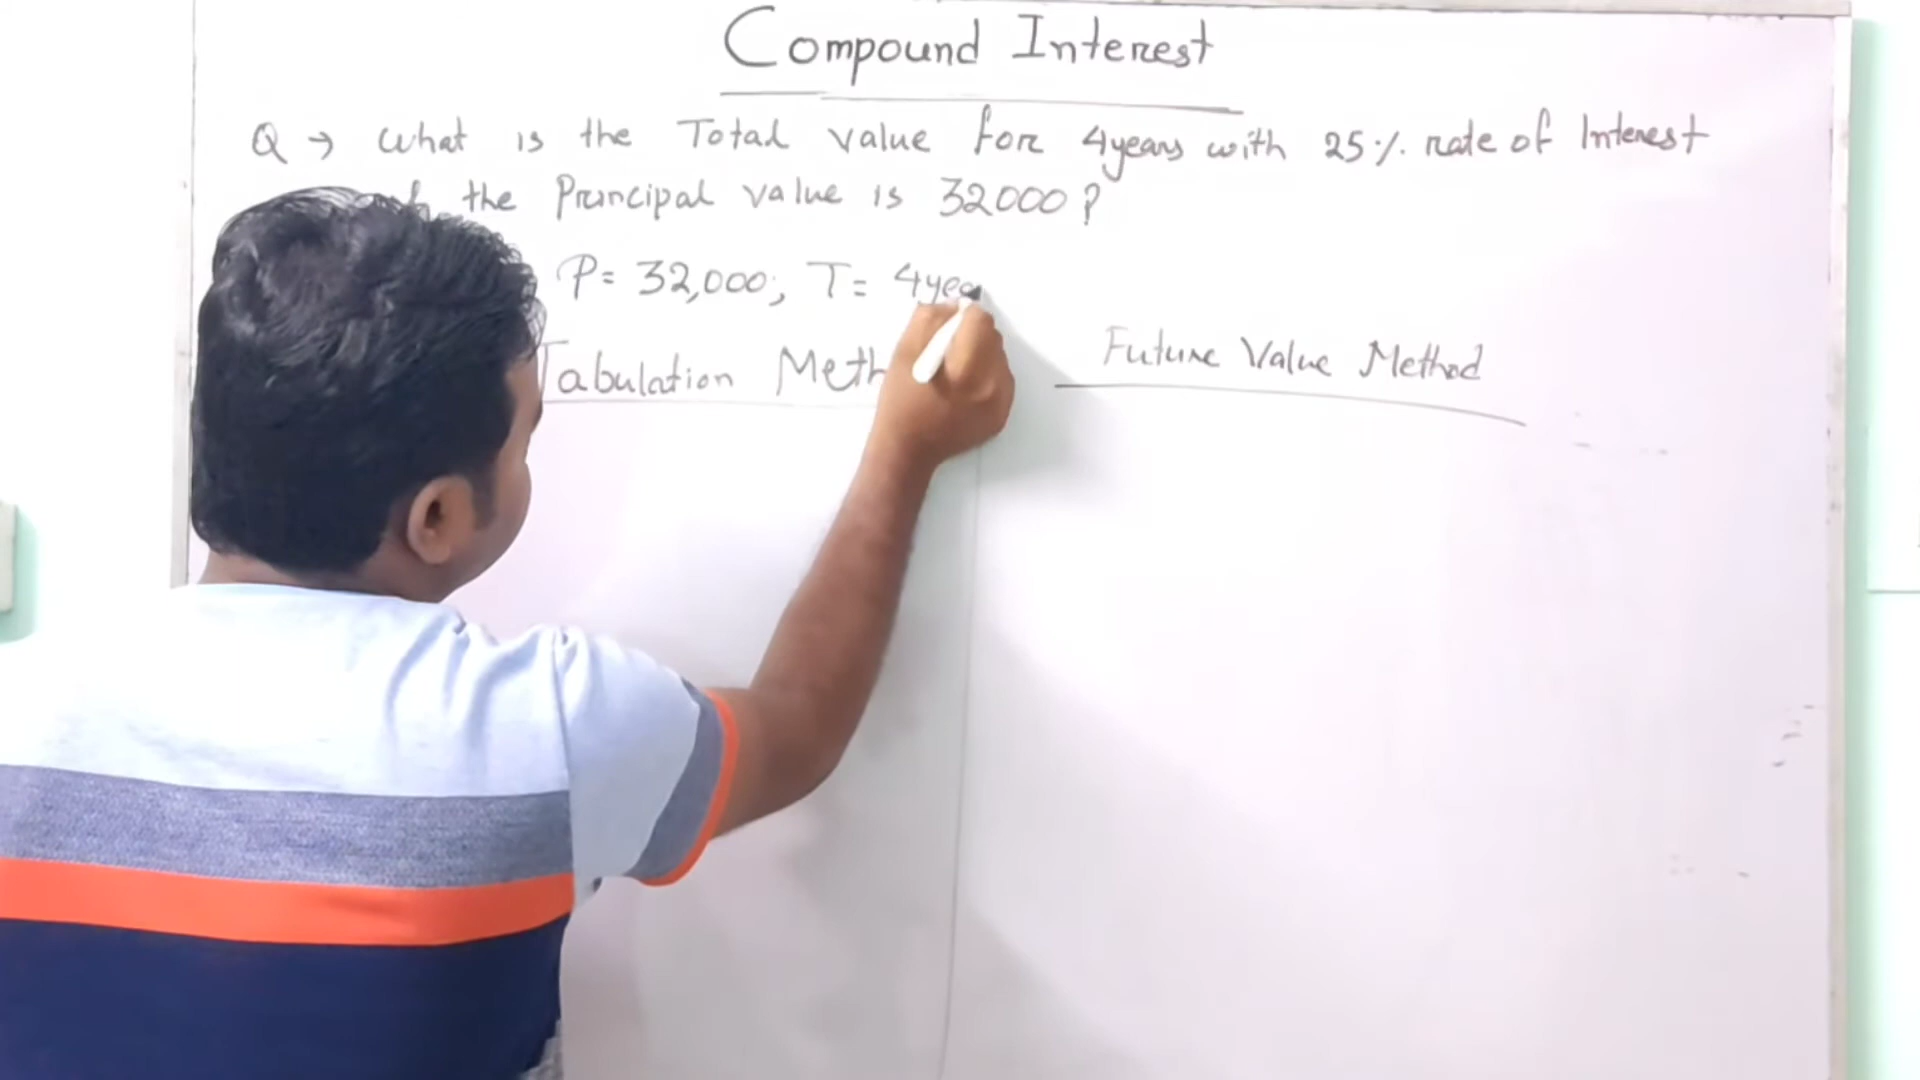 Compound Interest
Q → What is the Total value for 4years with 25% rate of Interest
the Principal value is 32000?
P= 32,000; T= 4yea
Tabulation Meth
Future Value Method